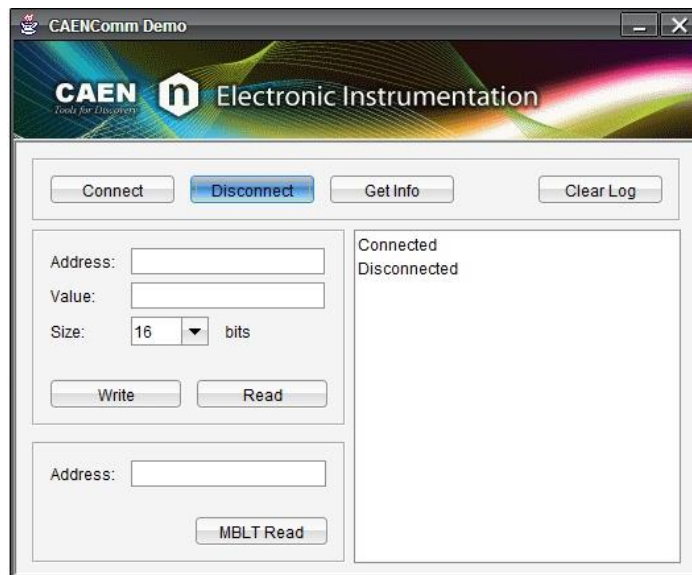 CAENComm Demo
CAEN n Electronic Instrumentation
Tools for Discovery
Connect Disconnect Get Info Clear Log
Address:
Value:
Size: 16 bits
Write Read
Address:
MBLT Read
Connected
Disconnected